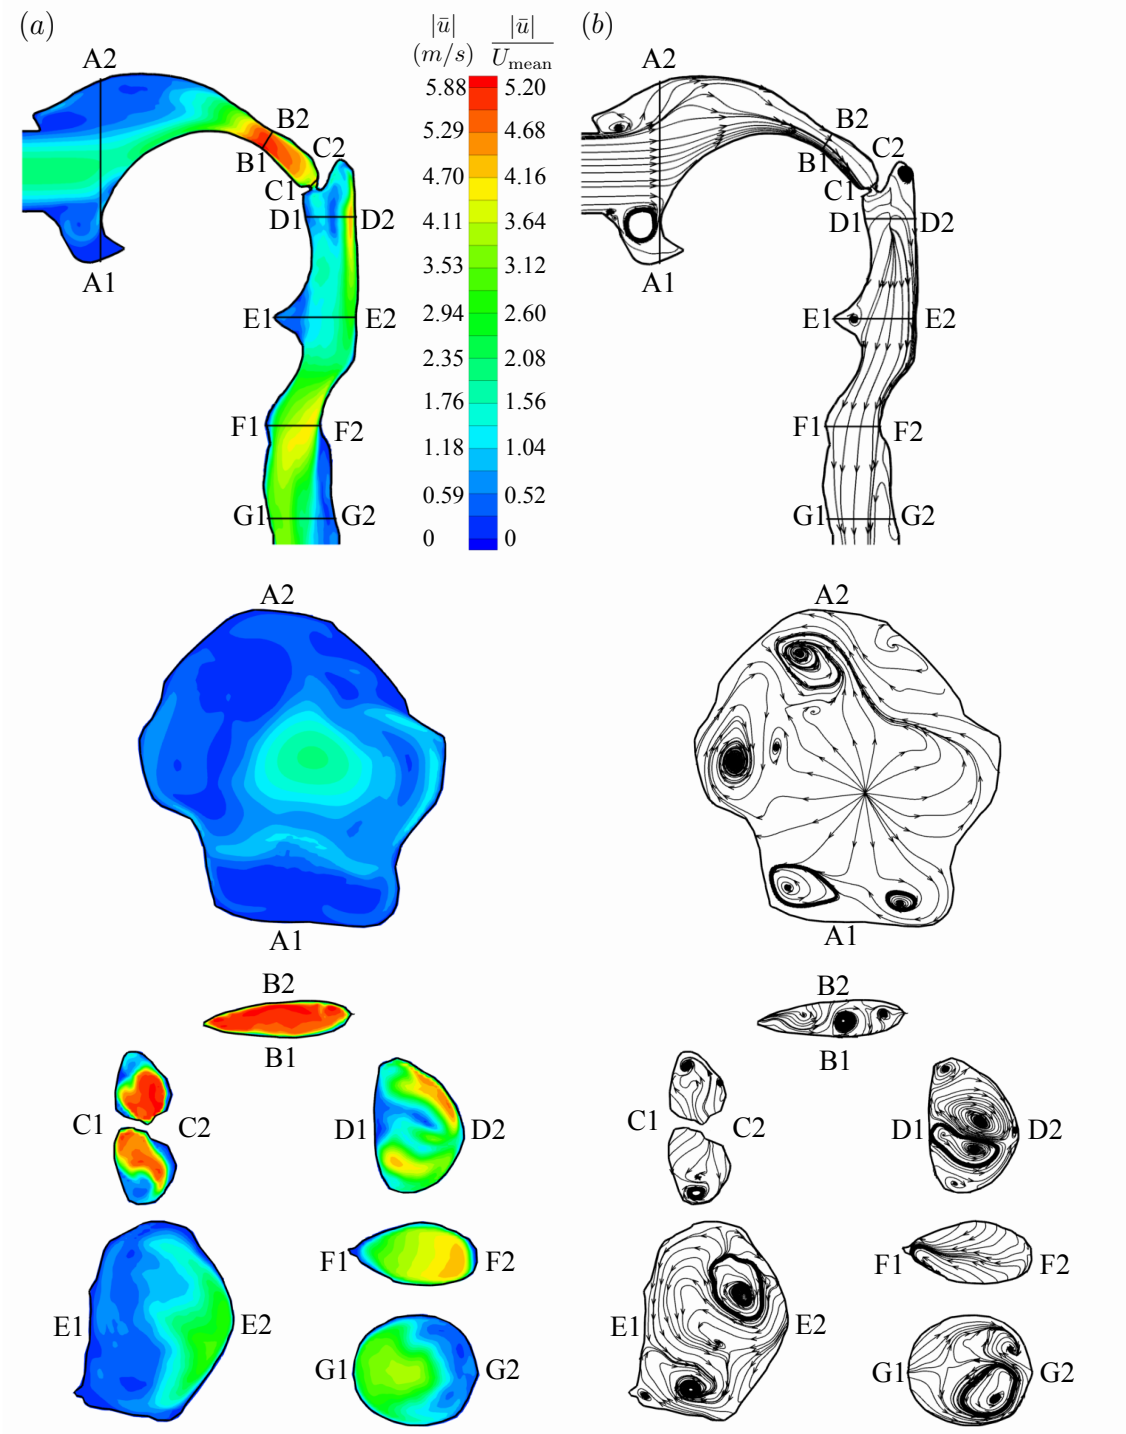 (a)
|ū| (m/s)
|ū| / U_mean
(b)
A2
B2
B1
C2
C1
D1
D2
A1
E1
E2
F1
F2
G1
G2
5.88 5.20
5.29 4.68
4.70 4.16
4.11 3.64
3.53 3.12
2.94 2.60
2.35 2.08
1.76 1.56
1.18 1.04
0.59 0.52
0 0
A2
B2
B1
C2
C1
D1 D2
A1
E1 E2
F1 F2
G1 G2
A2
A2
A1
A1
B2
B2
B1
B1
C1 C2
D1 D2
C1 C2
D1 D2
F1 F2
F1 F2
E1 E2
E1 E2
G1 G2
G1 G2